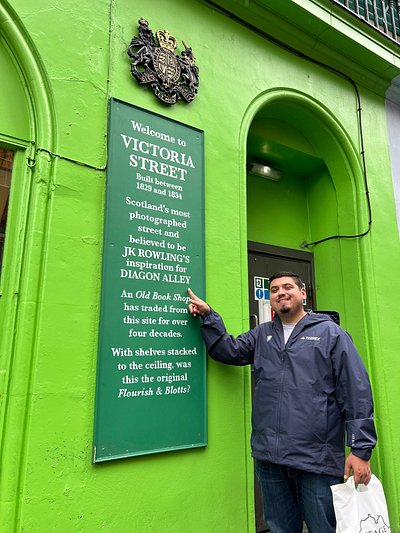 Welcome to
VICTORIA
STREET
Built between
1829 and 1834
Scotland's most
photographed
street and
believed to be
JK ROWLING'S
inspiration for
DIAGON ALLEY
An Old Book Shop
has traded from
this site for over
four decades.
With shelves stacked
to the ceiling, was
this the original
Flourish & Blotts?
TERREX